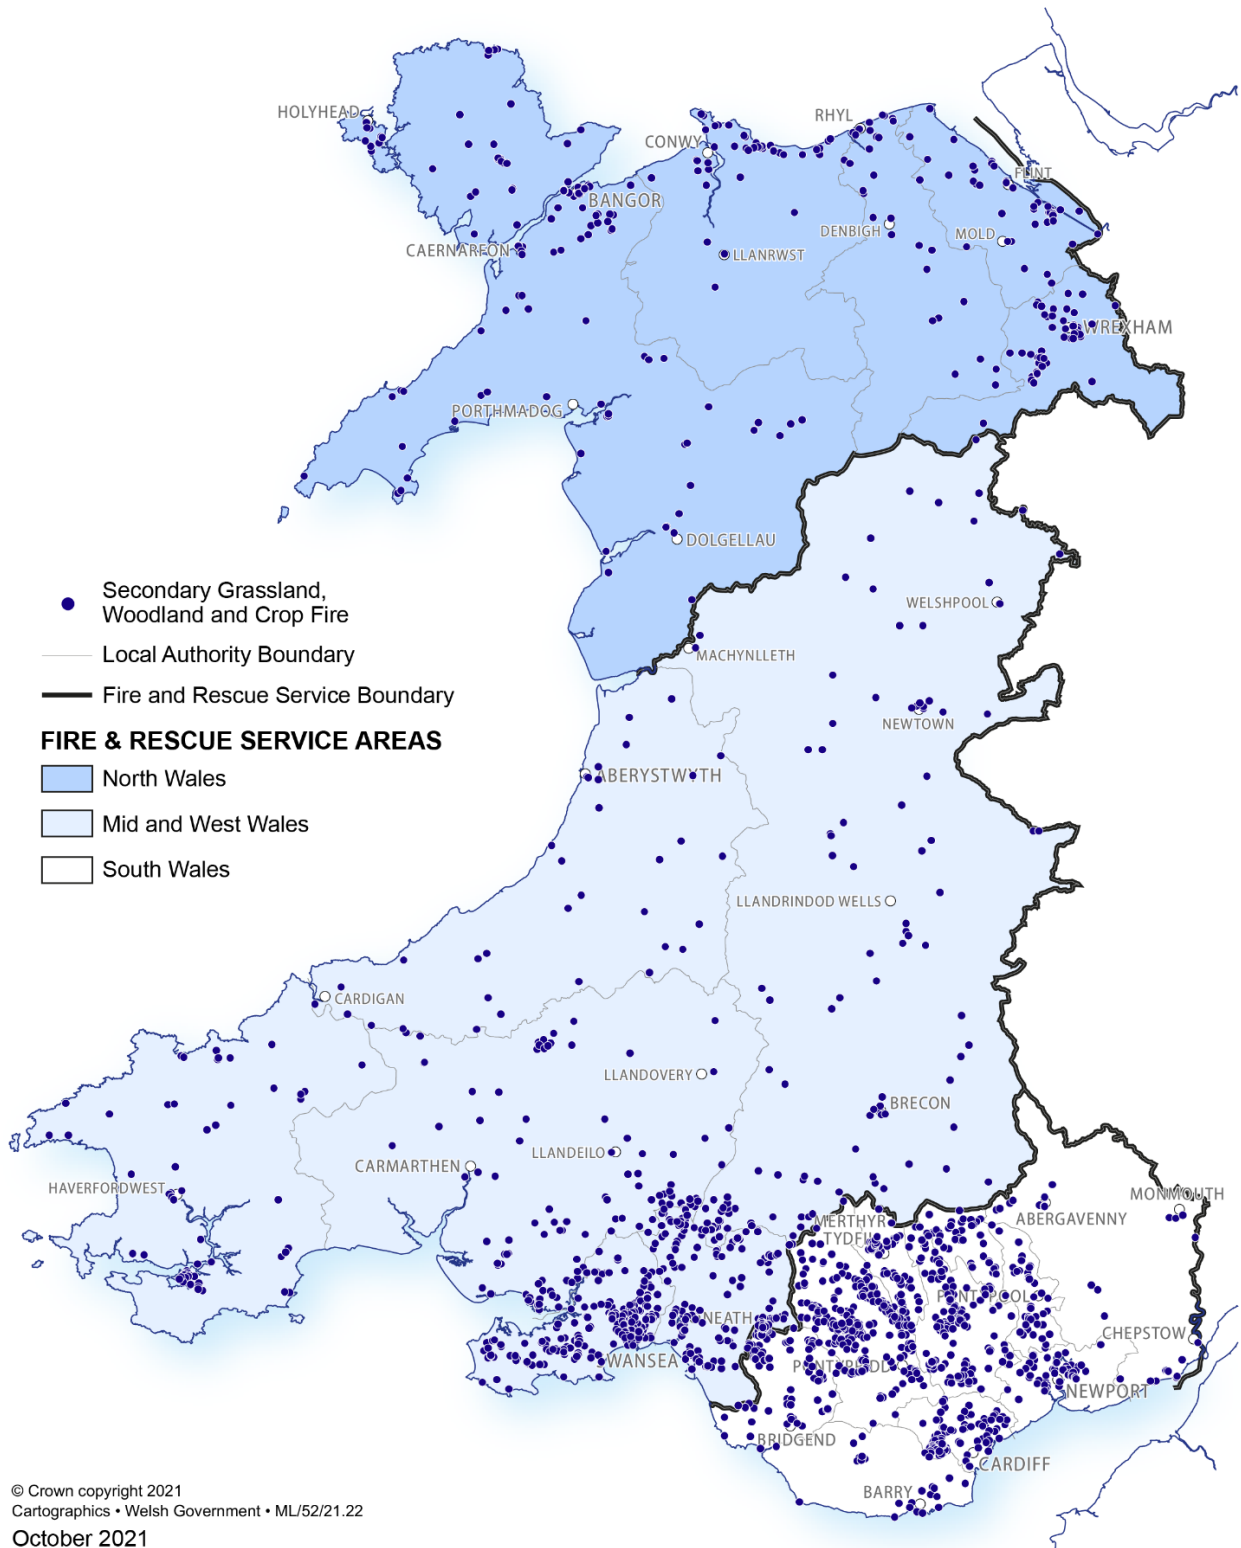 HOLYHEAD
RHYL
CONWY
FLINT
BANGOR
DENBIGH
MOLD
CAERNARFON
LLANRWST
WREXHAM
PORTHMADOG
DOLGELLAU
Secondary Grassland,
Woodland and Crop Fire
WELSHPOOL
Local Authority Boundary
MACHYNLLETH
Fire and Rescue Service Boundary
NEWTOWN
FIRE & RESCUE SERVICE AREAS
North Wales
ABERYSTWYTH
Mid and West Wales
South Wales
LLANDRINDOD WELLS
CARDIGAN
LLANDOVERY
BRECON
LLANDEILO
CARMARTHEN
HAVERFORDWEST
MONMOUTH
ABERGAVENNY
MERTHYR
TYDFIL
PONTYPOOL
NEATH
CHEPSTOW
SWANSEA
PONTYPRIDD
NEWPORT
BRIDGEND
CARDIFF
BARRY
© Crown copyright 2021
Cartographics • Welsh Government • ML/52/21.22
October 2021